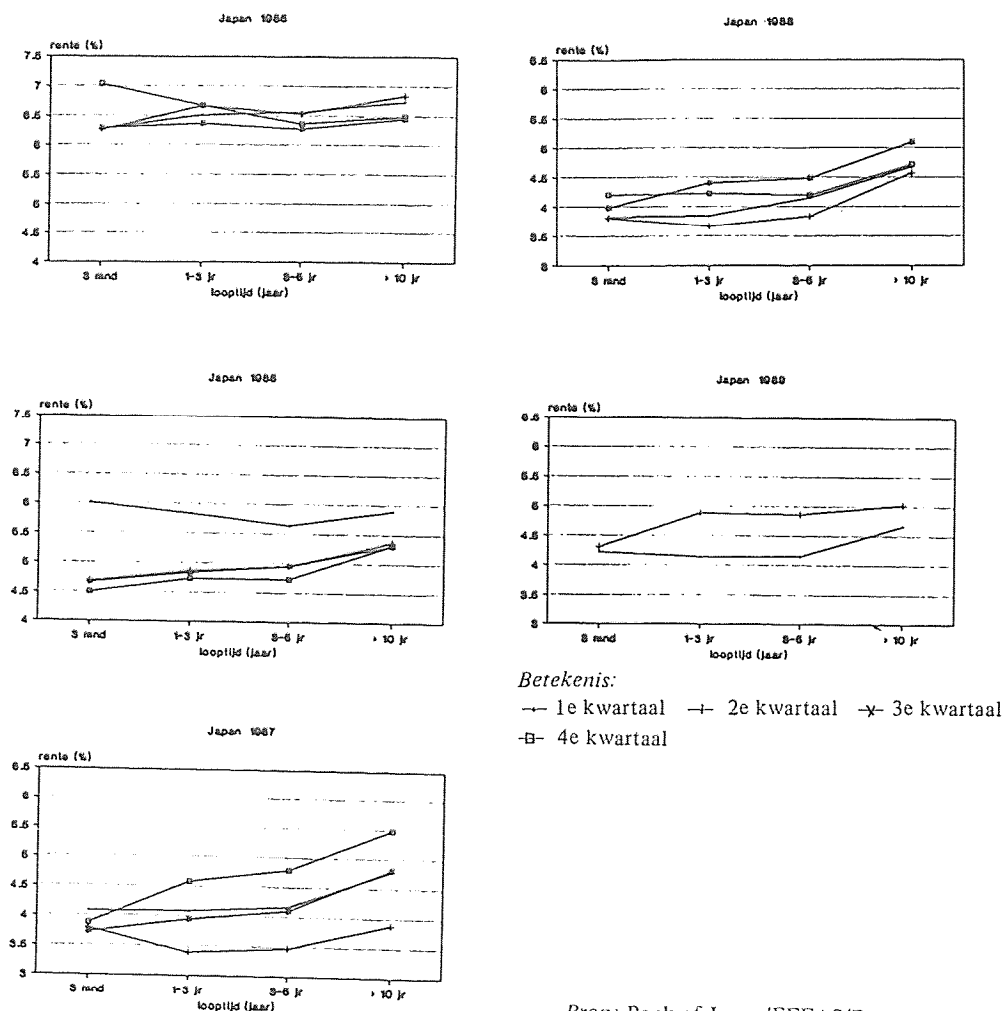 Japan 1985
rente (%)
7.5
7
6.5
6
5.5
5
4.5
4
3 mnd 1-3 jr 3-5 jr > 10 jr
looptijd (jaar)
Japan 1986
rente (%)
7.5
7
6.5
6
5.5
5
4.5
4
3 mnd 1-3 jr 3-5 jr > 10 jr
looptijd (jaar)
Japan 1987
rente (%)
6.5
6
5.5
5
4.5
4
3.5
3
3 mnd 1-3 jr 3-5 jr > 10 jr
looptijd (jaar)
Japan 1988
rente (%)
6.5
6
5.5
5
4.5
4
3.5
3
3 mnd 1-3 jr 3-5 jr > 10 jr
looptijd (jaar)
Japan 1989
rente (%)
6.5
6
5.5
5
4.5
4
3.5
3
3 mnd 1-3 jr 3-5 jr > 10 jr
looptijd (jaar)
Betekenis:
1e kwartaal 2e kwartaal 3e kwartaal
4e kwartaal